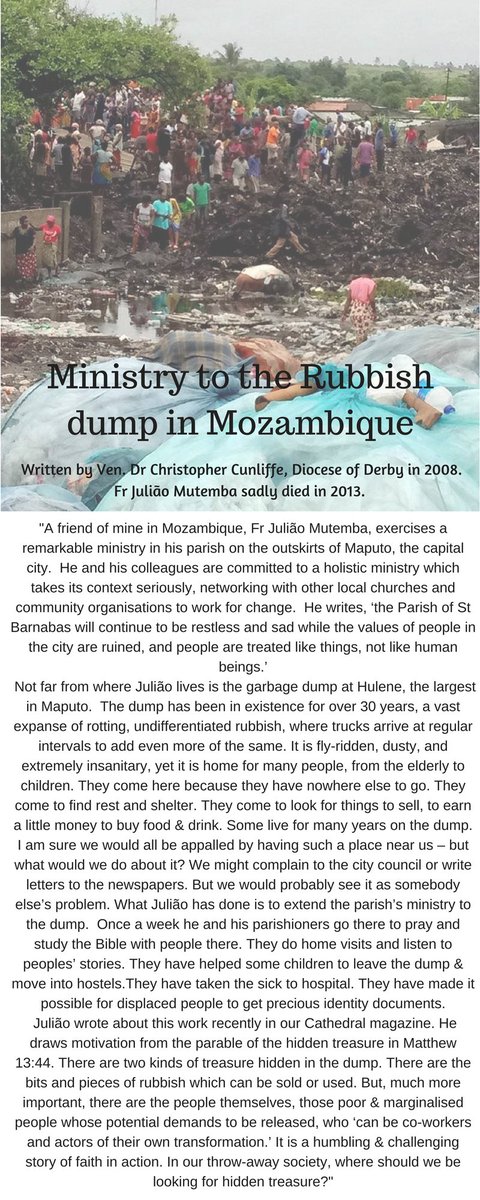 Ministry to the Rubbish
dump in Mozambique
Written by Ven. Dr Christopher Cunliffe, Diocese of Derby in 2008.
Fr Julião Mutemba sadly died in 2013.
"A friend of mine in Mozambique, Fr Julião Mutemba, exercises a
remarkable ministry in his parish on the outskirts of Maputo, the capital
city.  He and his colleagues are committed to a holistic ministry which
takes its context seriously, networking with other local churches and
community organisations to work for change.  He writes, ‘the Parish of St
Barnabas will continue to be restless and sad while the values of people in
the city are ruined, and people are treated like things, not like human
beings.’
Not far from where Julião lives is the garbage dump at Hulene, the largest
in Maputo.  The dump has been in existence for over 30 years, a vast
expanse of rotting, undifferentiated rubbish, where trucks arrive at regular
intervals to add even more of the same. It is fly-ridden, dusty, and
extremely insanitary, yet it is home for many people, from the elderly to
children. They come here because they have nowhere else to go. They
come to find rest and shelter. They come to look for things to sell, to earn
a little money to buy food & drink. Some live for many years on the dump.
I am sure we would all be appalled by having such a place near us – but
what would we do about it? We might complain to the city council or write
letters to the newspapers. But we would probably see it as somebody
else’s problem. What Julião has done is to extend the parish’s ministry to
the dump.  Once a week he and his parishioners go there to pray and
study the Bible with people there. They do home visits and listen to
peoples’ stories. They have helped some children to leave the dump &
move into hostels.They have taken the sick to hospital. They have made it
possible for displaced people to get precious identity documents.
Julião wrote about this work recently in our Cathedral magazine. He
draws motivation from the parable of the hidden treasure in Matthew
13:44. There are two kinds of treasure hidden in the dump. There are the
bits and pieces of rubbish which can be sold or used. But, much more
important, there are the people themselves, those poor & marginalised
people whose potential demands to be released, who ‘can be co-workers
and actors of their own transformation.’ It is a humbling & challenging
story of faith in action. In our throw-away society, where should we be
looking for hidden treasure?"